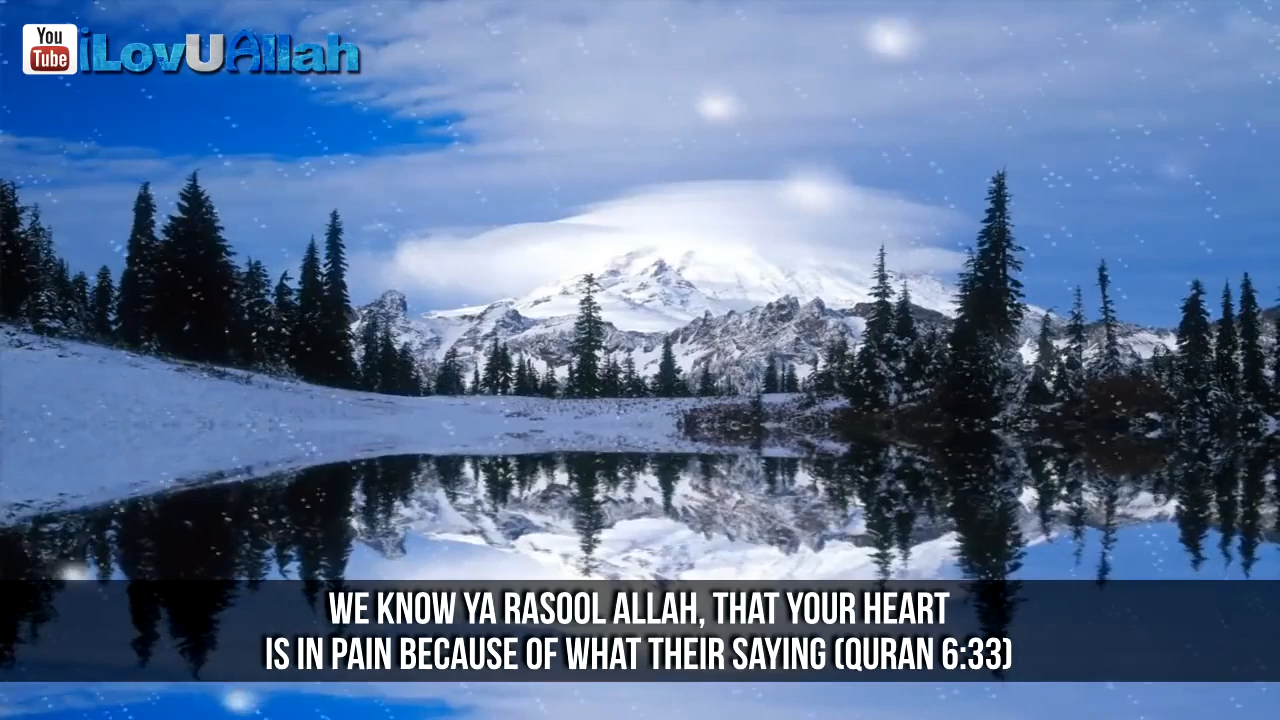 You
Tube
iLovUAllah
WE KNOW YA RASOOL ALLAH, THAT YOUR HEART
IS IN PAIN BECAUSE OF WHAT THEIR SAYING (QURAN 6:33)